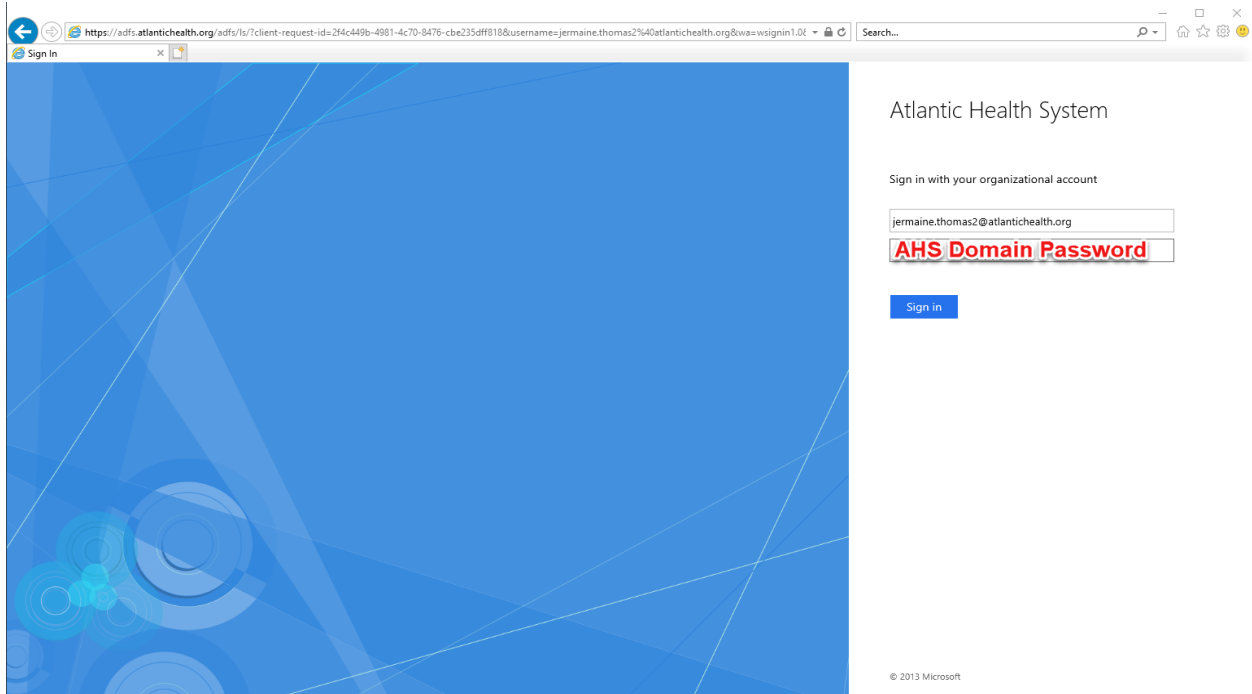 https://adfs.atlantichealth.org/adfs/ls/?client-request-id=2f4c449b-4981-4c70-8476-cbe235dff818&username=jermaine.thomas2%40atlantichealth.org&wa=wsignin1.0&
Search...
Sign In
Atlantic Health System
Sign in with your organizational account
jermaine.thomas2@atlantichealth.org
AHS Domain Password
Sign in
© 2013 Microsoft